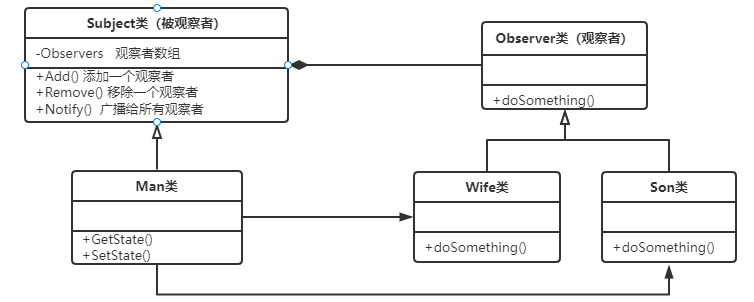 Subject类（被观察者）
-Observers 观察者数组
+Add() 添加一个观察者
+Remove() 移除一个观察者
+Notify() 广播给所有观察者
Observer类（观察者）
+doSomething()
Man类
+GetState()
+SetState()
Wife类
+doSomething()
Son类
+doSomething()